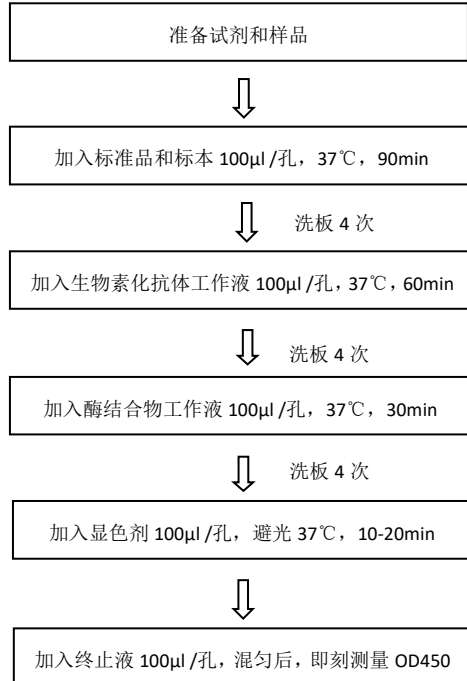 准备试剂和样品
加入标准品和标本 100μl /孔，37℃，90min
洗板 4 次
加入生物素化抗体工作液 100μl /孔，37℃，60min
洗板 4 次
加入酶结合物工作液 100μl /孔，37℃，30min
洗板 4 次
加入显色剂 100μl /孔，避光 37℃，10-20min
加入终止液 100μl /孔，混匀后，即刻测量 OD450